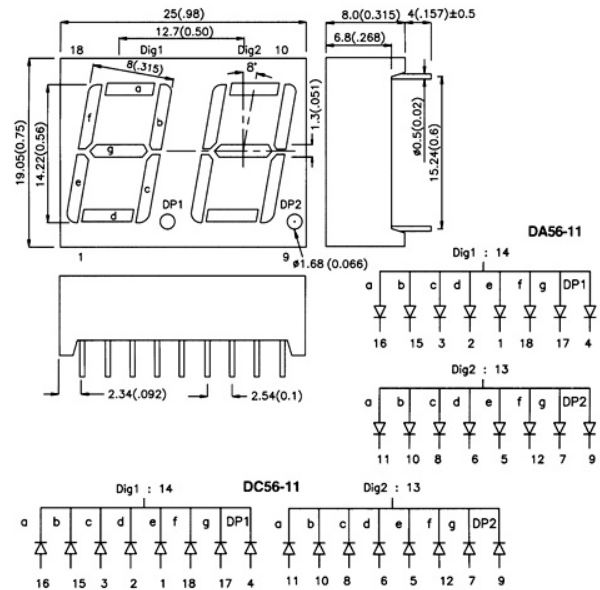 25(.98)
8.0(0.315)
4(.157)±0.5
12.7(0.50)
6.8(.268)
18
Dig1
Dig2
10
8(.315)
8°
a
f
b
g
e
c
d
1.3(.051)
19.05(0.75)
14.22(0.56)
ø0.5(0.02)
15.24(0.6)
DP1
DP2
1
9
ø1.68 (0.066)
DA56-11
Dig1 : 14
a b c d e f g DP1
16 15 3 2 1 18 17 4
2.34(.092)
2.54(0.1)
Dig2 : 13
a b c d e f g DP2
11 10 8 6 5 12 7 9
DC56-11
Dig1 : 14
a b c d e f g DP1
16 15 3 2 1 18 17 4
Dig2 : 13
a b c d e f g DP2
11 10 8 6 5 12 7 9